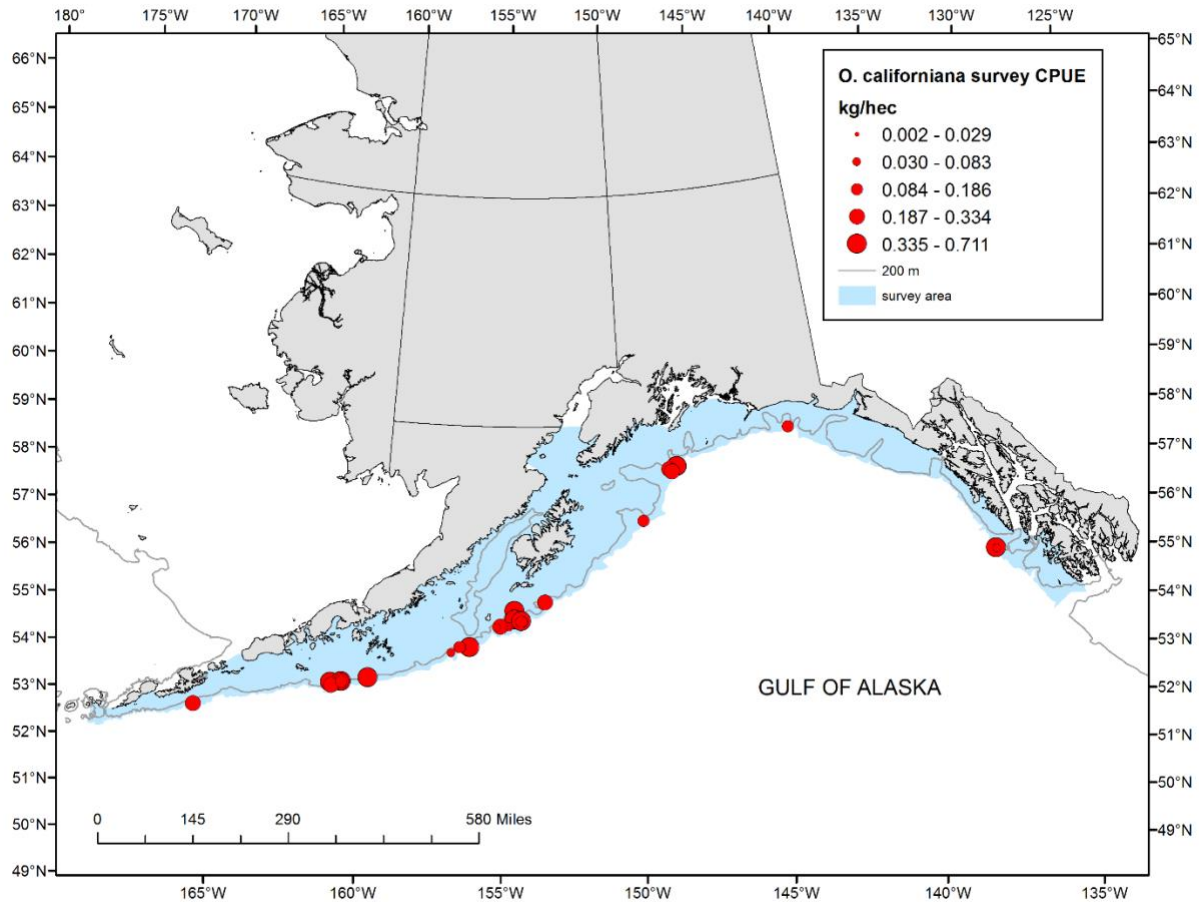 180° 175°W 170°W 165°W 160°W 155°W 150°W 145°W 140°W 135°W 130°W 125°W
66°N 65°N
65°N 64°N
64°N 63°N
63°N 62°N
62°N 61°N
61°N 60°N
60°N 59°N
59°N 58°N
58°N 57°N
57°N 56°N
56°N 55°N
55°N 54°N
54°N 53°N
53°N 52°N
52°N 51°N
51°N 50°N
50°N 49°N
49°N
O. californiana survey CPUE
kg/hec
0.002 - 0.029
0.030 - 0.083
0.084 - 0.186
0.187 - 0.334
0.335 - 0.711
200 m
survey area
GULF OF ALASKA
0 145 290 580 Miles
165°W 160°W 155°W 150°W 145°W 140°W 135°W